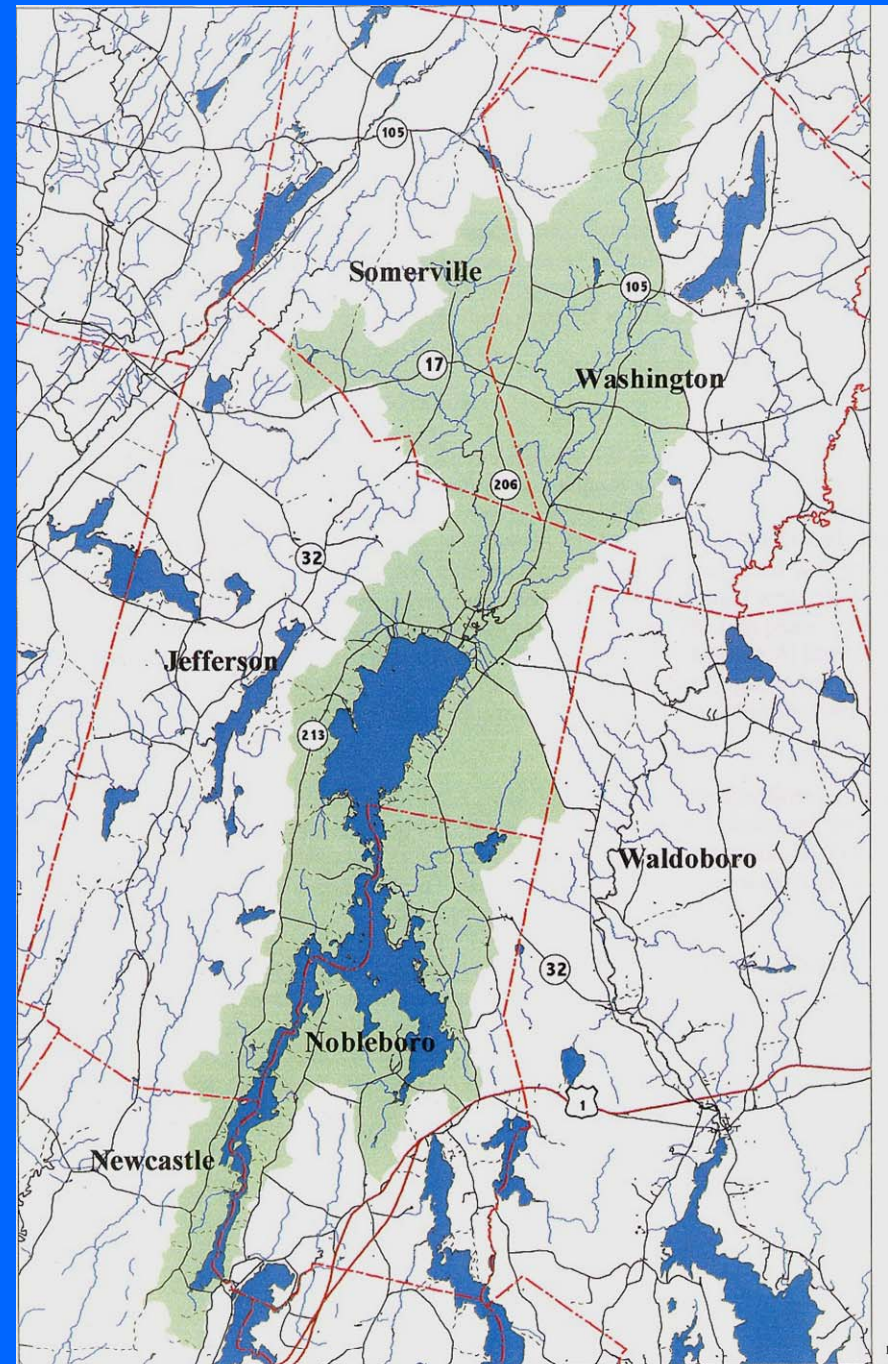 105
Somerville
105
17
Washington
206
32
Jefferson
213
Waldoboro
32
Nobleboro
1
Newcastle